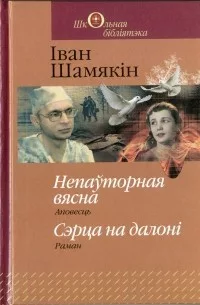 Школьная
бібліятэка
Іван
Шамякін
Непаўторная
вясна
Аповесць
Сэрца на далоні
Раман